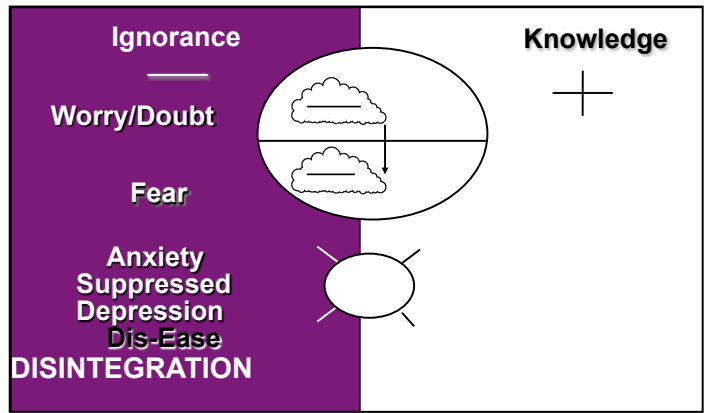 Ignorance
Knowledge
Worry/Doubt
Fear
Anxiety
Suppressed
Depression
Dis-Ease
DISINTEGRATION